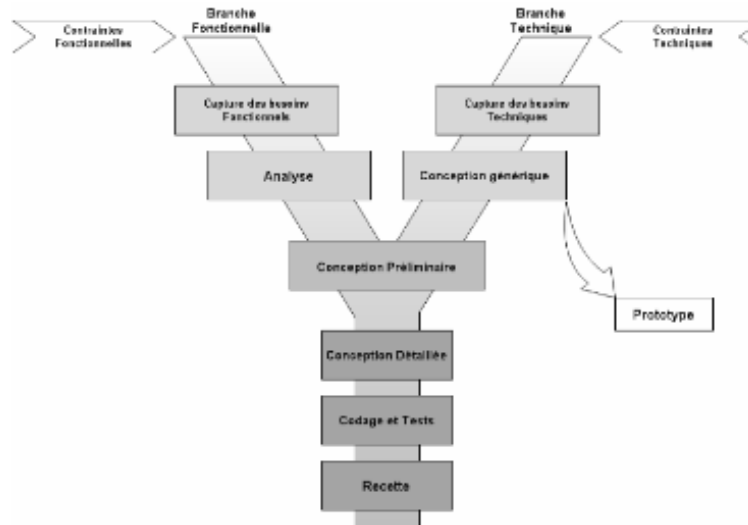 Branche
Fonctionnelle
Branche
Technique
Contraintes
Fonctionnelles
Contraintes
Techniques
Capture des besoins
Fonctionnels
Capture des besoins
Techniques
Analyse
Conception générique
Conception Préliminaire
Prototype
Conception Détaillée
Codage et Tests
Recette